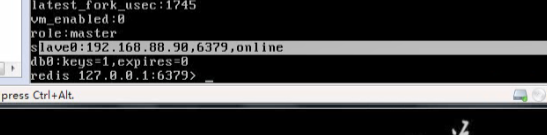 latest_fork_usec:1745
vm_enabled:0
role:master
slave0:192.168.88.90,6379,online
db0:keys=1,expires=0
redis 127.0.0.1:6379> _
press Ctrl+Alt.